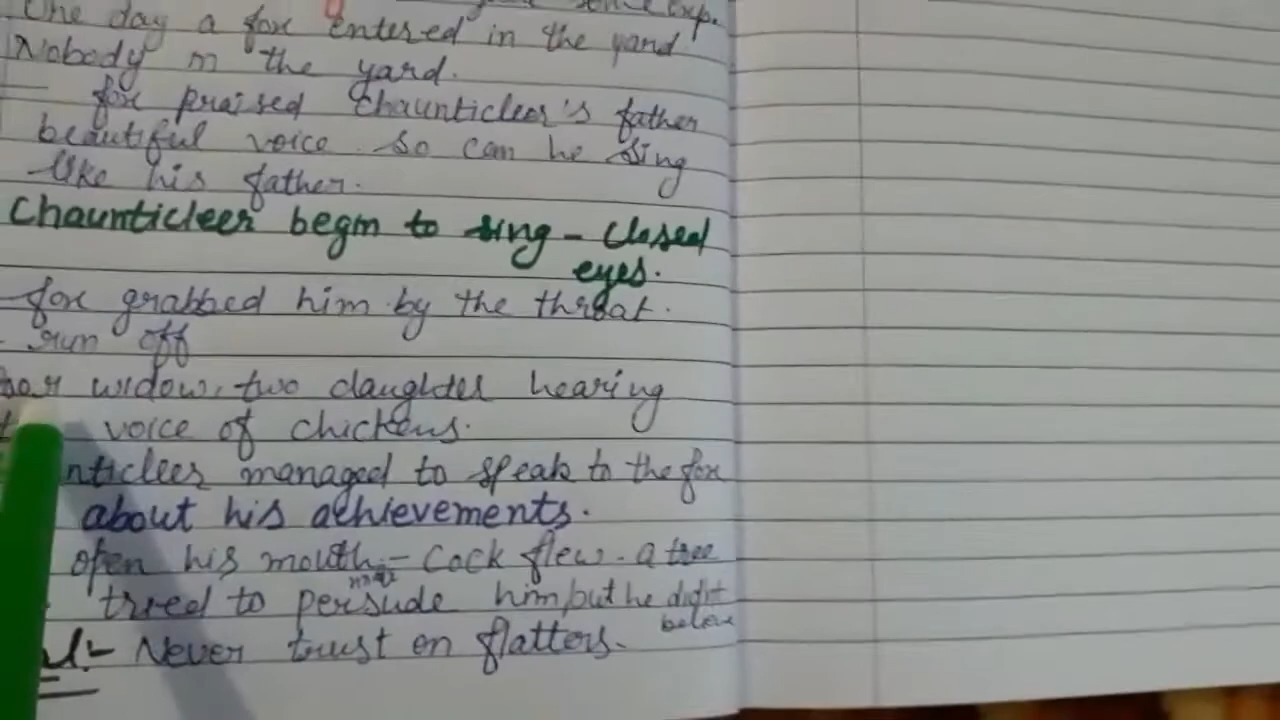 One day a fox entered in the yard
Nobody in the yard.
fox praised Chaunticleer's father
beautiful voice so can he sing
like his father.
Chaunticleer begin to sing - closed
eyes.
fox grabbed him by the throat.
- run off
widow, two daughter hearing
voice of chickens.
nticleer managed to speak to the fox
about his achievements.
open his mouth - Cock flew - a tree
tried to persude him, but he didn't
believe
Never trust on flatters.